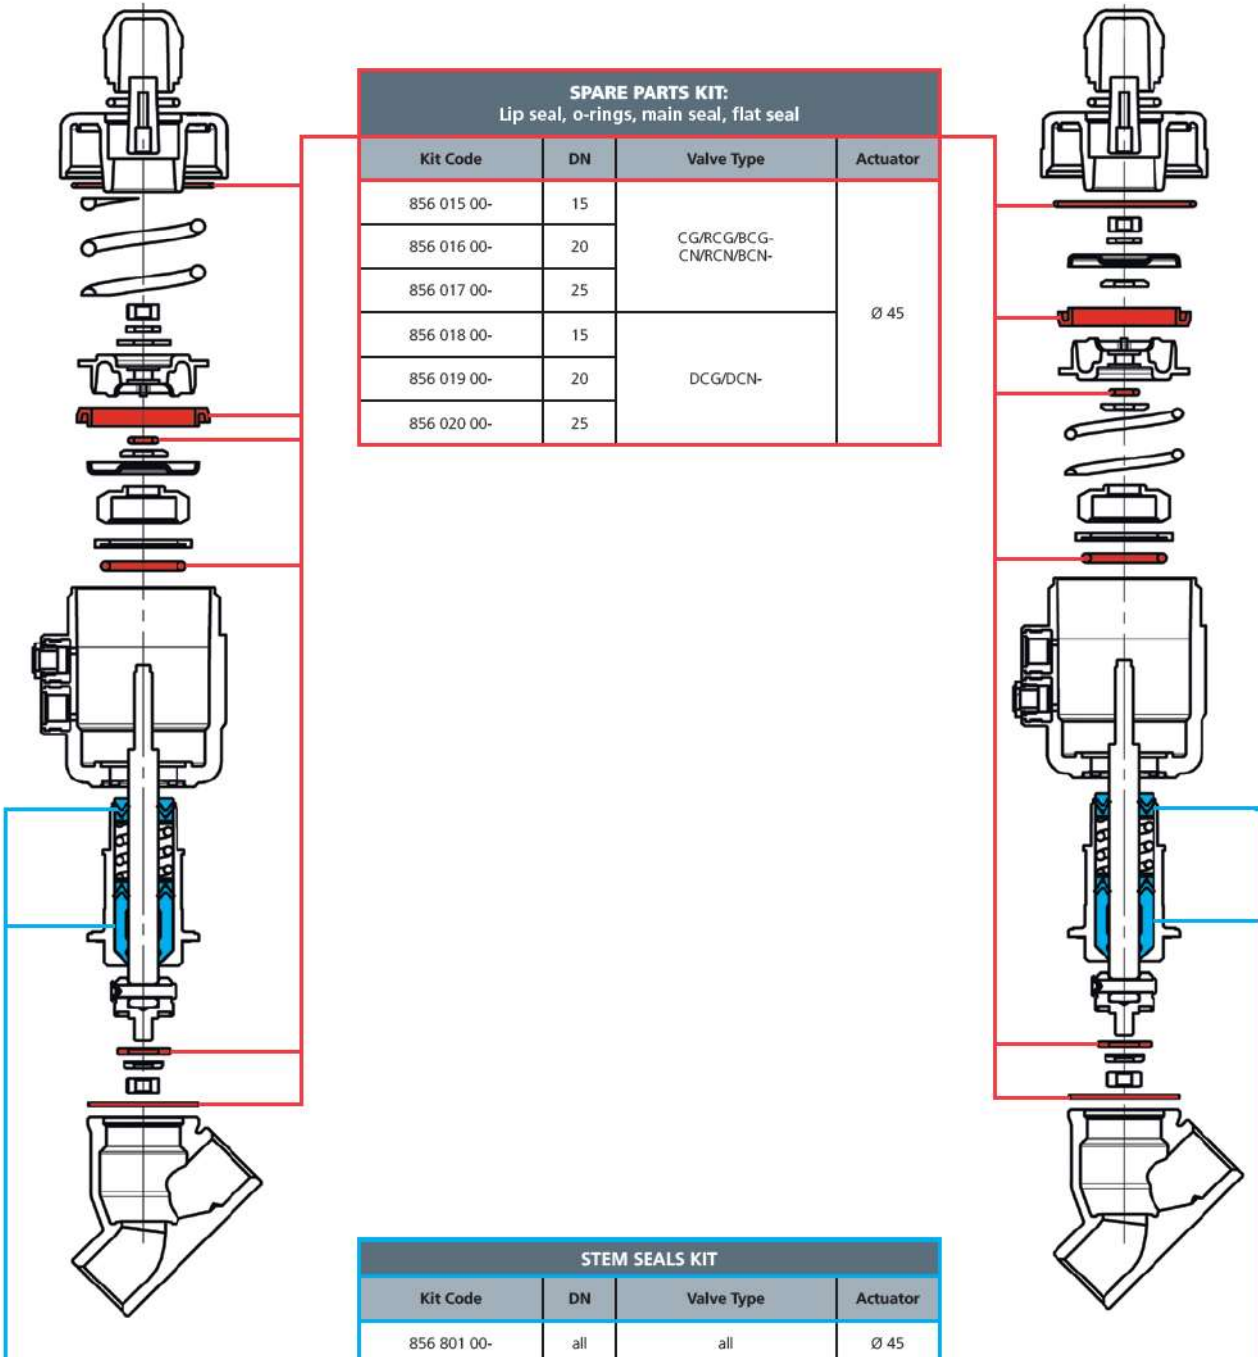 SPARE PARTS KIT:
Lip seal, o-rings, main seal, flat seal
Kit Code DN Valve Type Actuator
856 015 00- 15
856 016 00- 20
CG/RCG/BCG-
CN/RCN/BCN-
856 017 00- 25
Ø 45
856 018 00- 15
856 019 00- 20 DCG/DCN-
856 020 00- 25
STEM SEALS KIT
Kit Code DN Valve Type Actuator
856 801 00- all all Ø 45